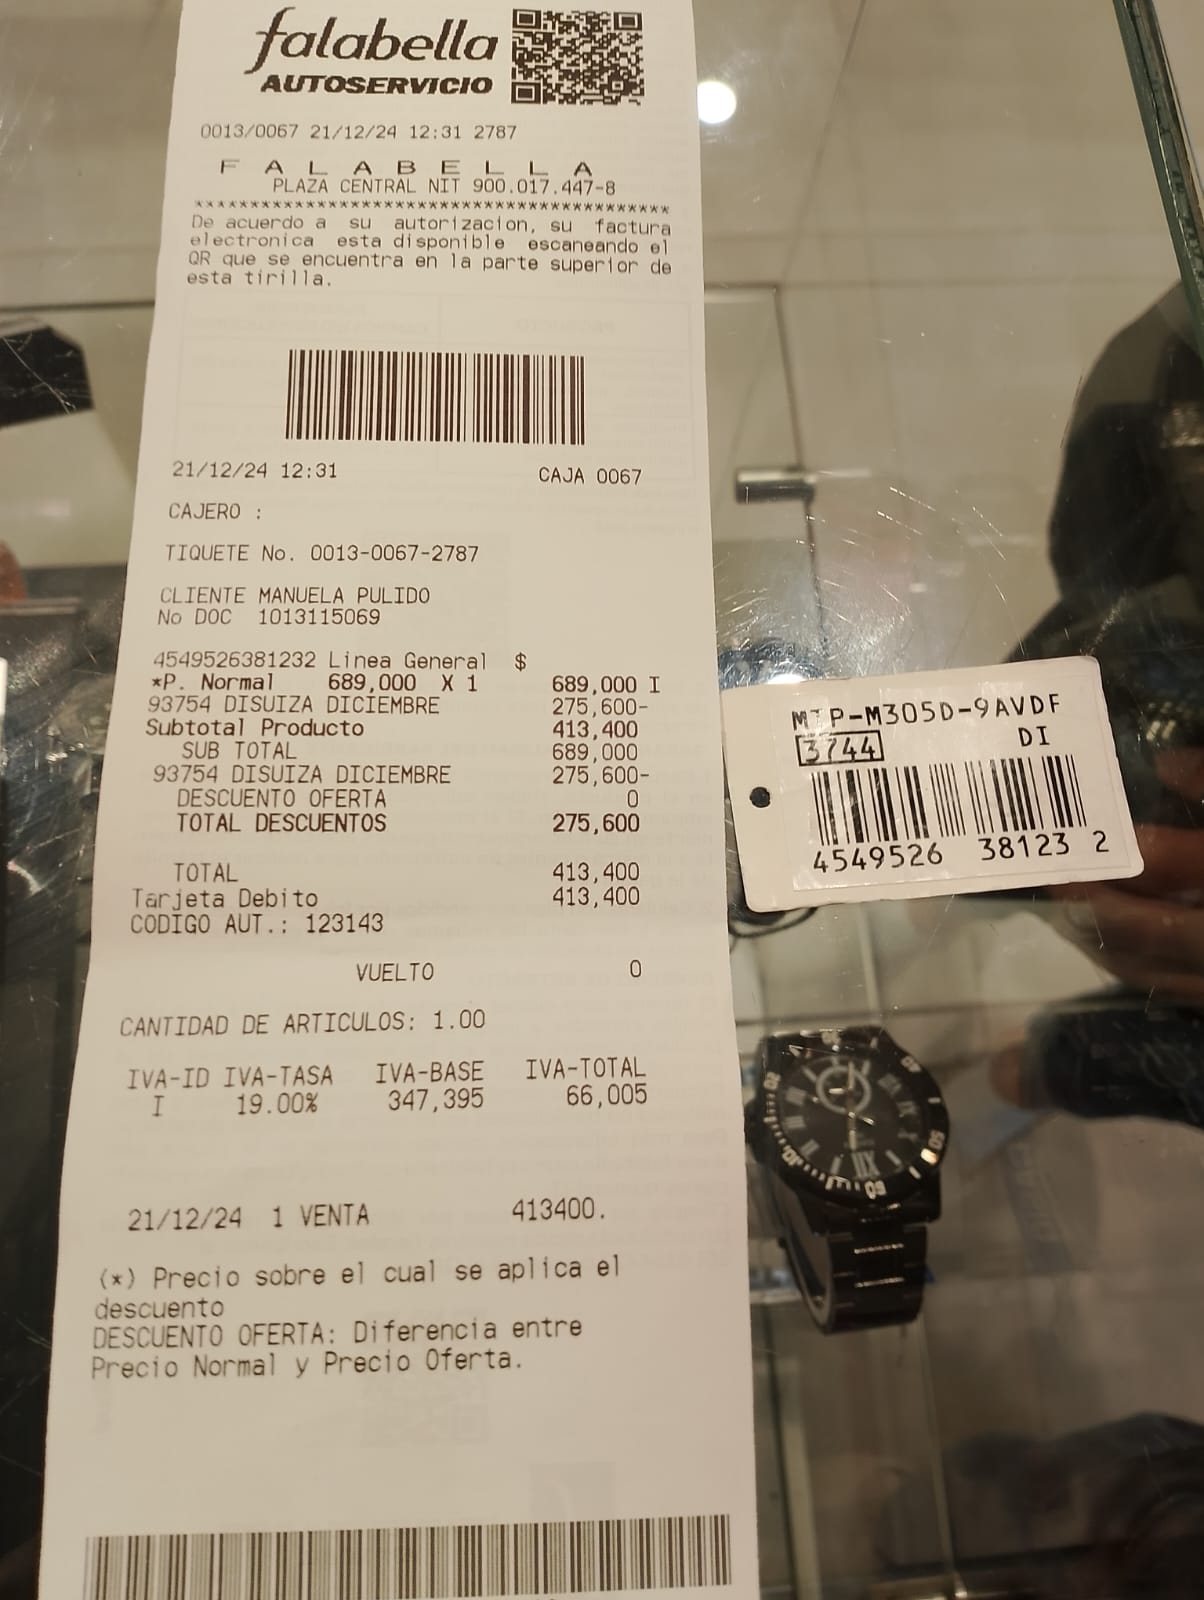 falabella
AUTOSERVICIO
0013/0067 21/12/24 12:31 2787
F A L A B E L L A
PLAZA CENTRAL NIT 900.017.447-8
******************************************
De acuerdo a su autorizacion, su factura
electronica esta disponible escaneando el
QR que se encuentra en la parte superior de
esta tirilla.
21/12/24 12:31 CAJA 0067
CAJERO :
TIQUETE No. 0013-0067-2787
CLIENTE MANUELA PULIDO
No DOC 1013115069
4549526381232 Linea General $
*P. Normal 689,000 X 1 689,000 I
93754 DISUIZA DICIEMBRE 275,600-
Subtotal Producto 413,400
SUB TOTAL 689,000
93754 DISUIZA DICIEMBRE 275,600-
DESCUENTO OFERTA 0
TOTAL DESCUENTOS 275,600
TOTAL 413,400
Tarjeta Debito 413,400
CODIGO AUT.: 123143
VUELTO 0
CANTIDAD DE ARTICULOS: 1.00
IVA-ID IVA-TASA IVA-BASE IVA-TOTAL
I 19.00% 347,395 66,005
21/12/24 1 VENTA 413400.
(*) Precio sobre el cual se aplica el
descuento
DESCUENTO OFERTA: Diferencia entre
Precio Normal y Precio Oferta.
MTP-M305D-9AVDF
3744 DI
4549526 38123 2